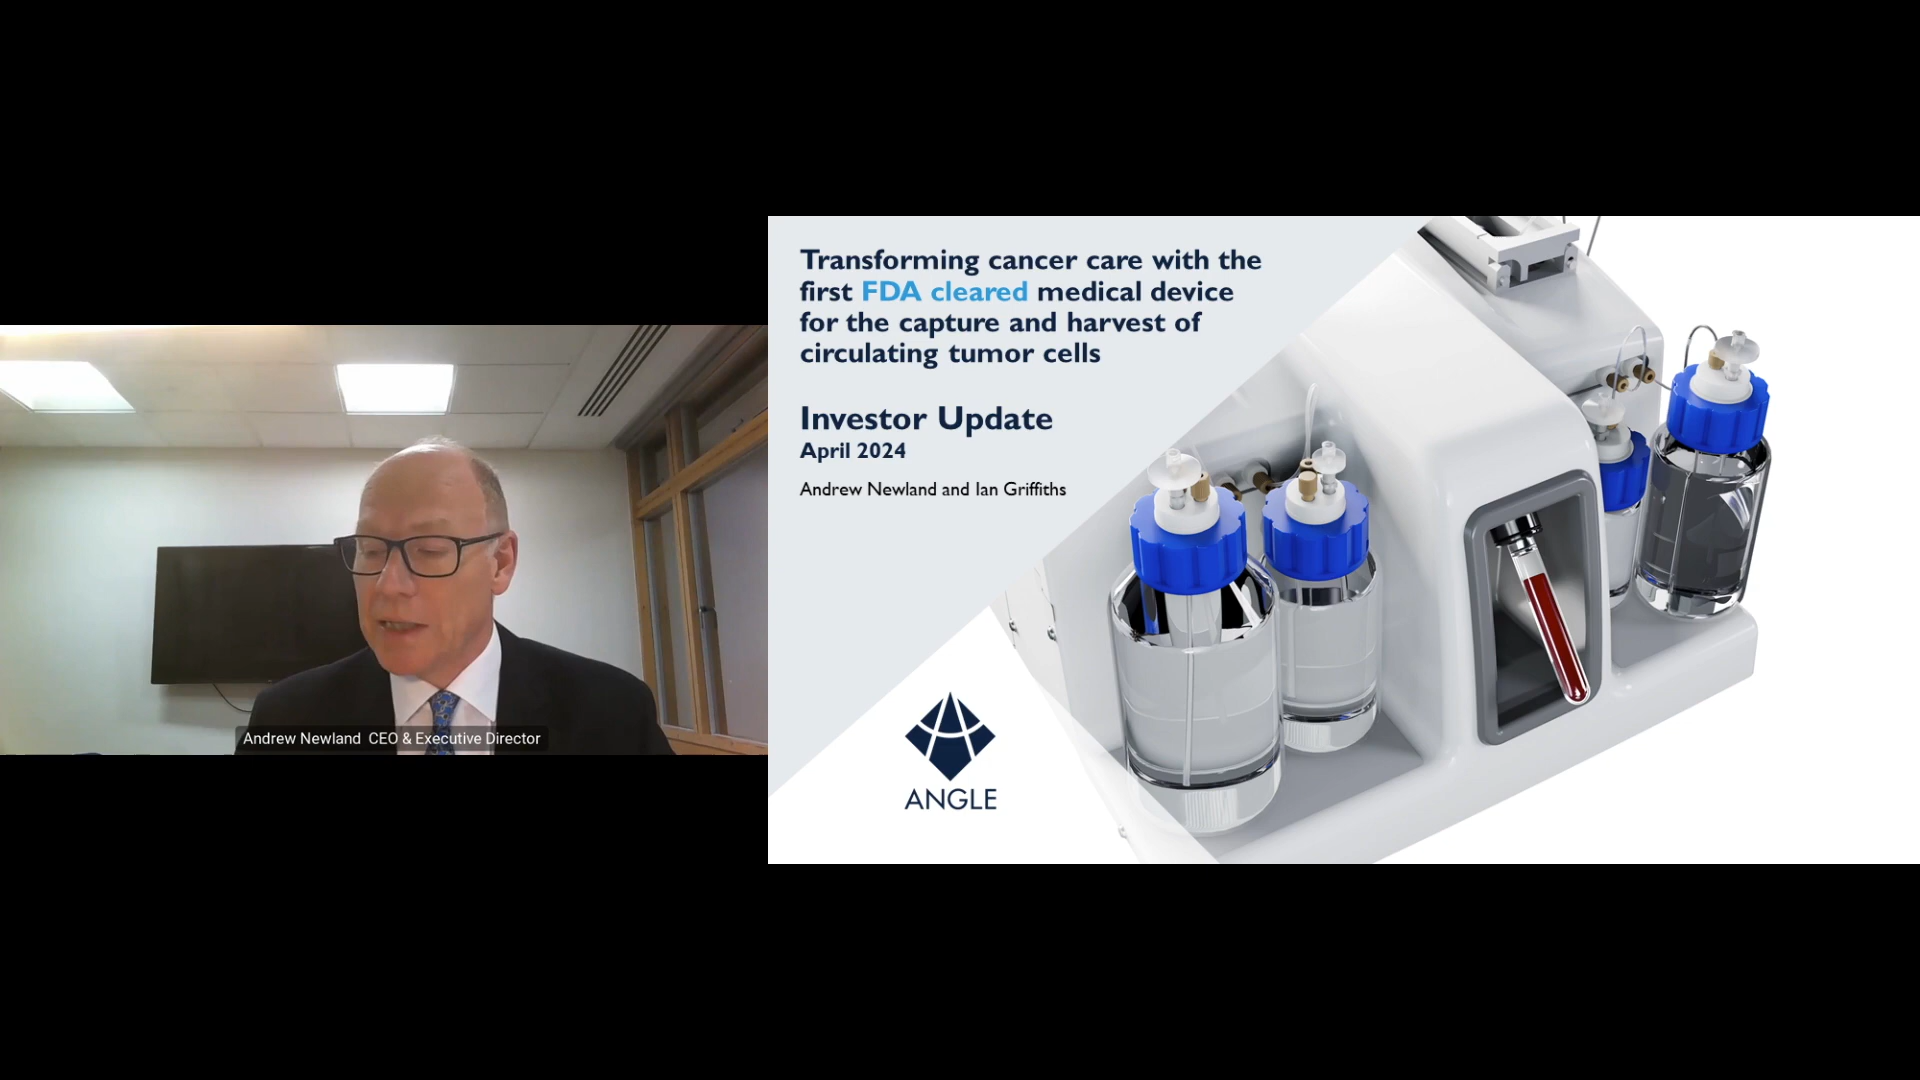 Transforming cancer care with the
first FDA cleared medical device
for the capture and harvest of
circulating tumor cells
Investor Update
April 2024
Andrew Newland and Ian Griffiths
ANGLE
Andrew Newland  CEO & Executive Director